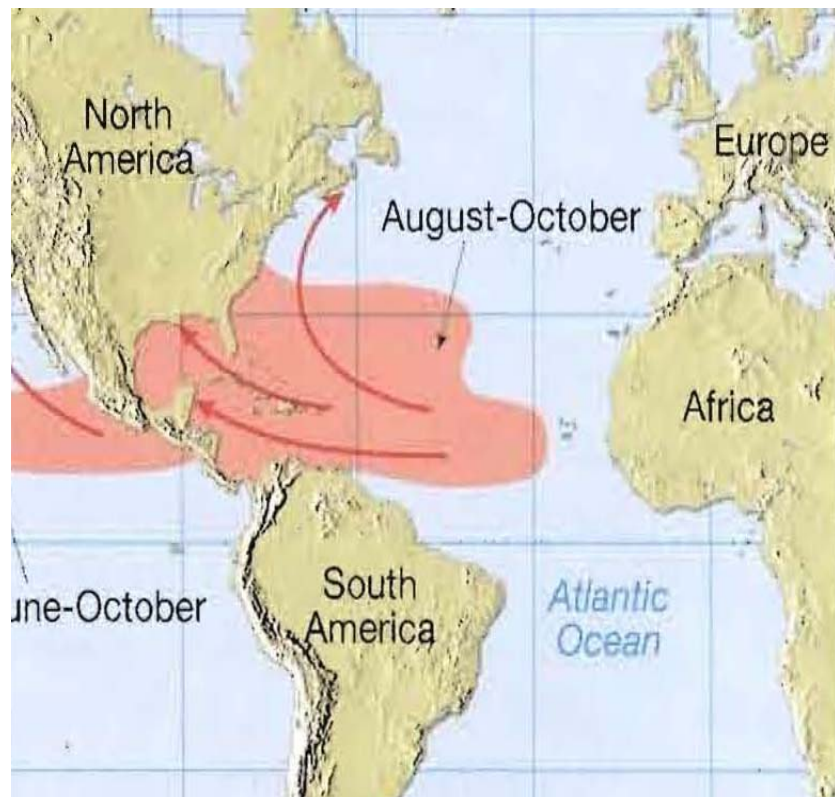 North
America
Europe
August-October
Africa
une-October
South
America
Atlantic
Ocean